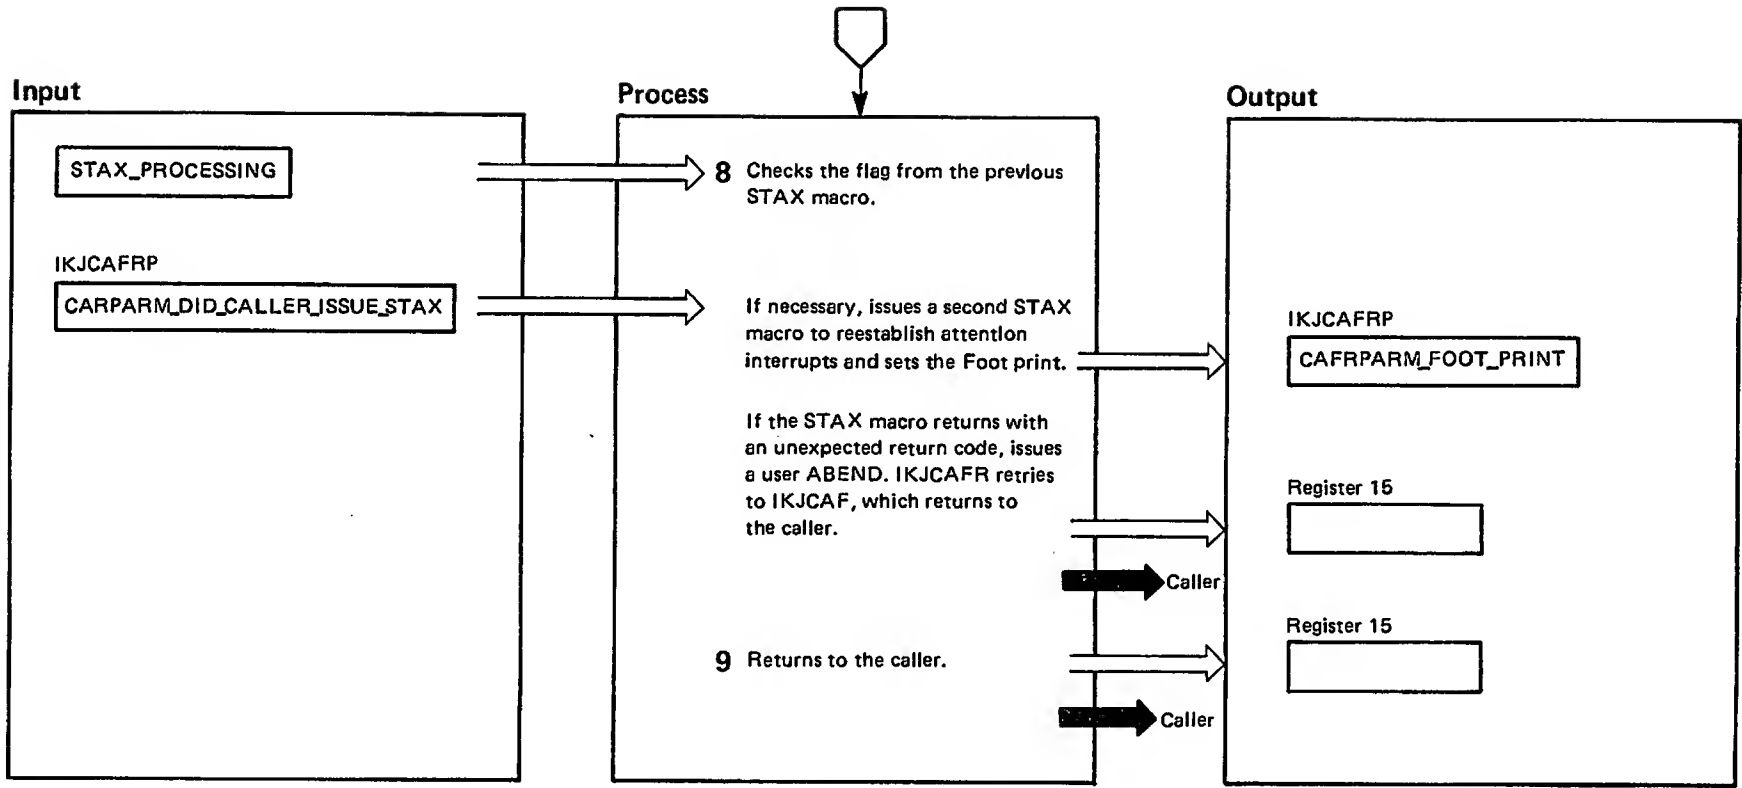 Input
STAX_PROCESSING
IKJCAFRP
CARPARM_DID_CALLER_ISSUE_STAX
Process
8 Checks the flag from the previous
STAX macro.
If necessary, issues a second STAX
macro to reestablish attention
interrupts and sets the Foot print.
If the STAX macro returns with
an unexpected return code, issues
a user ABEND. IKJCAFR retries
to IKJCAF, which returns to
the caller.
Caller
9 Returns to the caller.
Caller
Output
IKJCAFRP
CAFRPARM_FOOT_PRINT
Register 15
Register 15